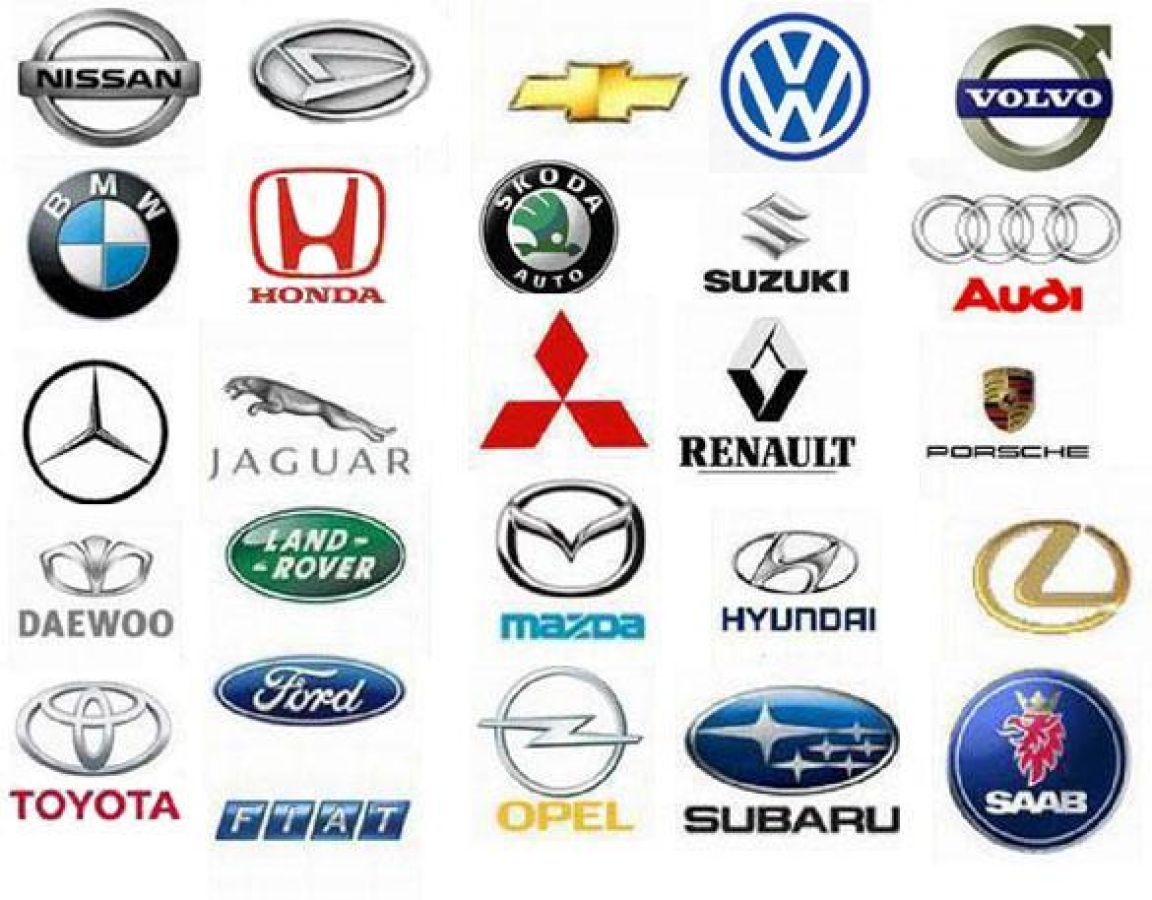 NISSAN
VOLVO
BMW
HONDA
SKODA
AUTO
SUZUKI
Audi
JAGUAR
RENAULT
PORSCHE
DAEWOO
LAND-
-ROVER
mazda
HYUNDAI
TOYOTA
Ford
FIAT
OPEL
SUBARU
SAAB